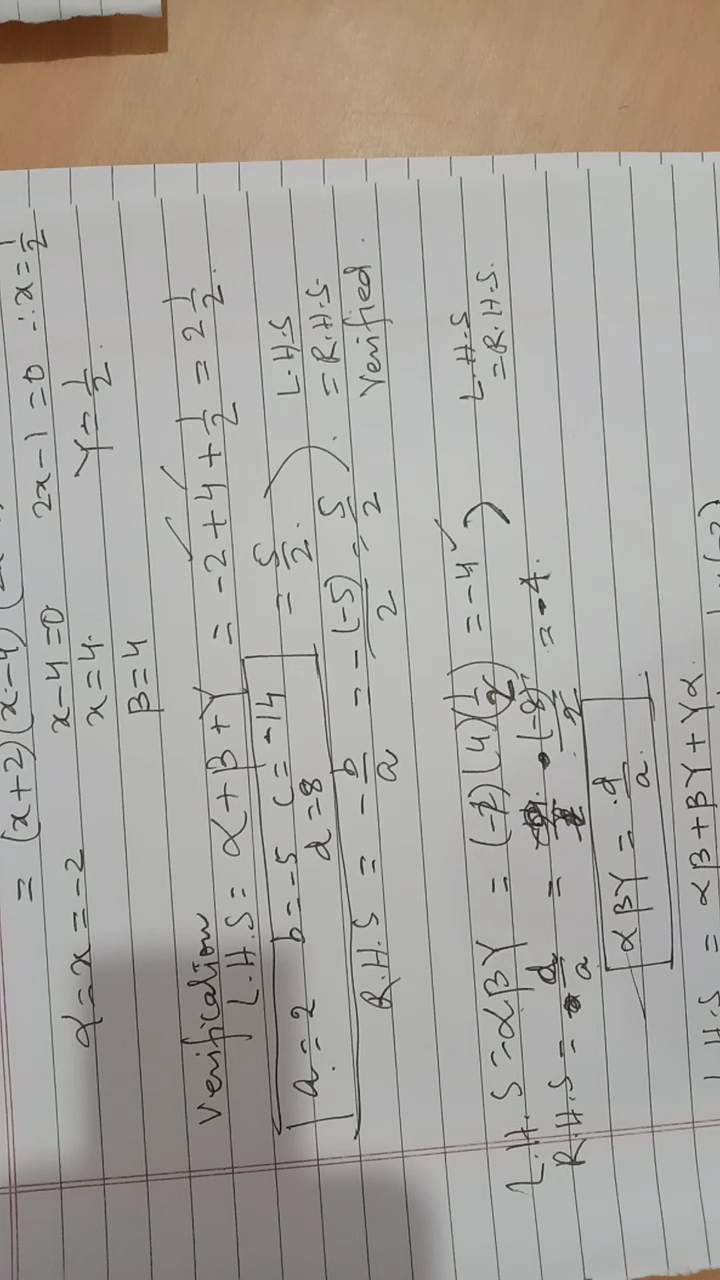 = (x+2)(x-4)(
α=x=-2 x-4=0 2x-1=0 ∴x=1/2
x=4. γ=1/2.
β=4
Verification
L.H.S = α+β+γ = -2+4+1/2 = 2 1/2.
a=2 b=-5 c=-14 = 5/2. L.H.S
d=8 = R.H.S.
R.H.S = -b/a = -(-5)/2 = 5/2. Verified.
L.H.S = αβγ = (-2)(4)(1/2) = -4 L.H.S
R.H.S = d/a = (-8)/2 = -4. = R.H.S.
αβγ = d/a.
L.H.S = αβ+βγ+γα.